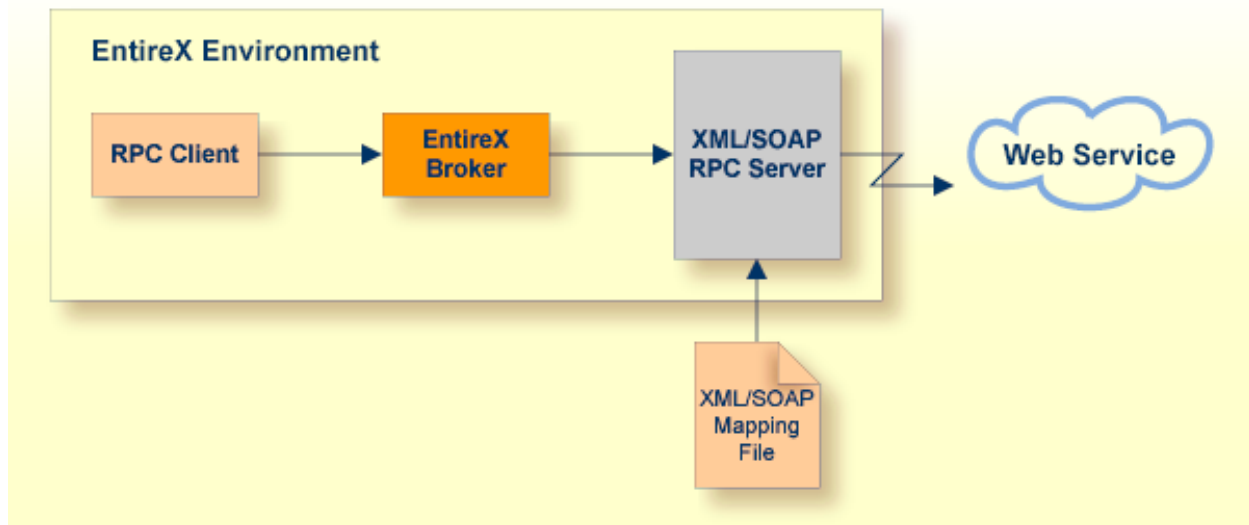 EntireX Environment
RPC Client
EntireX
Broker
XML/SOAP
RPC Server
Web Service
XML/SOAP
Mapping
File